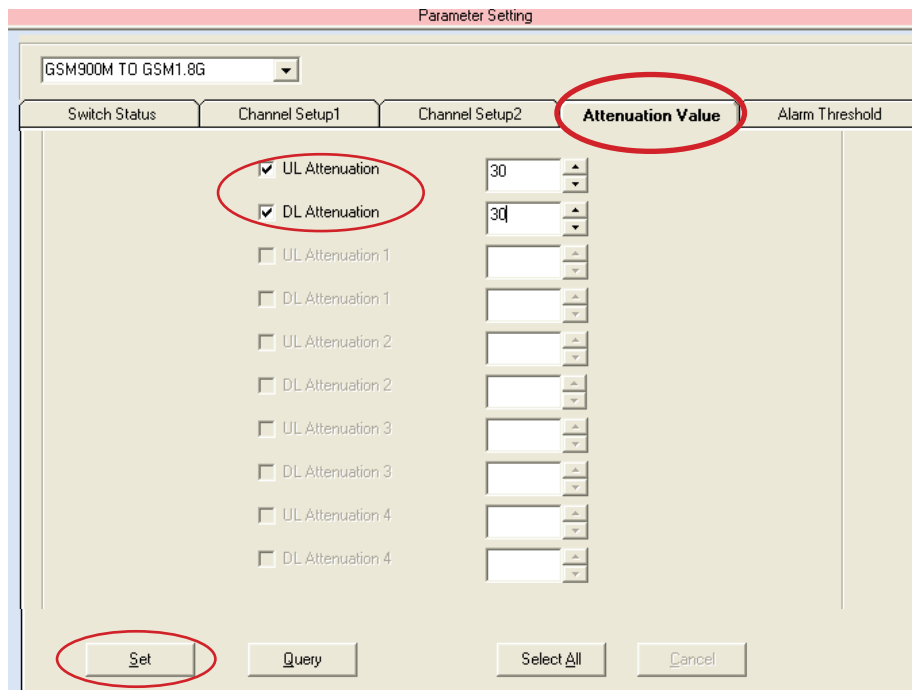 Parameter Setting
GSM900M TO GSM1.8G
Switch Status Channel Setup1 Channel Setup2 Attenuation Value Alarm Threshold
UL Attenuation 30
DL Attenuation 30
UL Attenuation 1
DL Attenuation 1
UL Attenuation 2
DL Attenuation 2
UL Attenuation 3
DL Attenuation 3
UL Attenuation 4
DL Attenuation 4
Set Query Select All Cancel